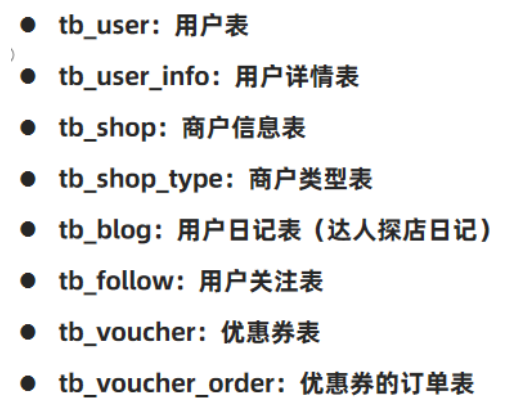 ● tb_user：用户表
● tb_user_info：用户详情表
● tb_shop：商户信息表
● tb_shop_type：商户类型表
● tb_blog：用户日记表（达人探店日记）
● tb_follow：用户关注表
● tb_voucher：优惠券表
● tb_voucher_order：优惠券的订单表